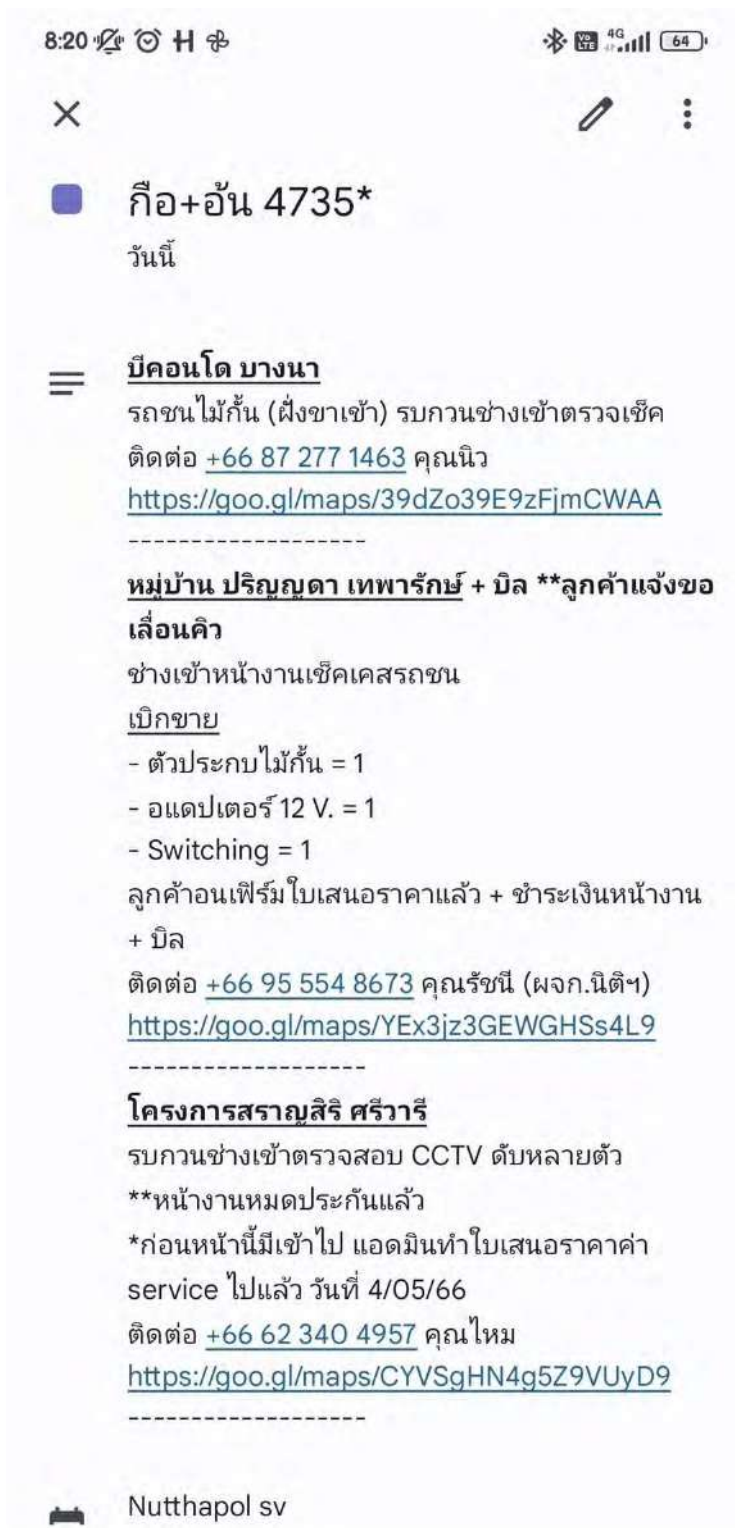 8:20
4G
Vo LTE
64
กือ+อ้น 4735*
วันนี้
บีคอนโด บางนา
รถชนไม้กั้น (ฝั่งขาเข้า) รบกวนช่างเข้าตรวจเช็ค
ติดต่อ +66 87 277 1463 คุณนิว
https://goo.gl/maps/39dZo39E9zFjmCWAA
-------------------
หมู่บ้าน ปริญญดา เทพารักษ์ + บิล **ลูกค้าแจ้งขอ
เลื่อนคิว
ช่างเข้าหน้างานเช็คเคสรถชน
เบิกขาย
- ตัวประกบไม้กั้น = 1
- อแดปเตอร์ 12 V. = 1
- Switching = 1
ลูกค้าอนเฟิร์มใบเสนอราคาแล้ว + ชำระเงินหน้างาน
+ บิล
ติดต่อ +66 95 554 8673 คุณรัชนี (ผจก.นิติฯ)
https://goo.gl/maps/YEx3jz3GEWGHSs4L9
-------------------
โครงการสราญสิริ ศรีวารี
รบกวนช่างเข้าตรวจสอบ CCTV ดับหลายตัว
**หน้างานหมดประกันแล้ว
*ก่อนหน้านี้มีเข้าไป แอดมินทำใบเสนอราคาค่า
service ไปแล้ว วันที่ 4/05/66
ติดต่อ +66 62 340 4957 คุณไหม
https://goo.gl/maps/CYVSgHN4g5Z9VUyD9
-------------------
Nutthapol sv